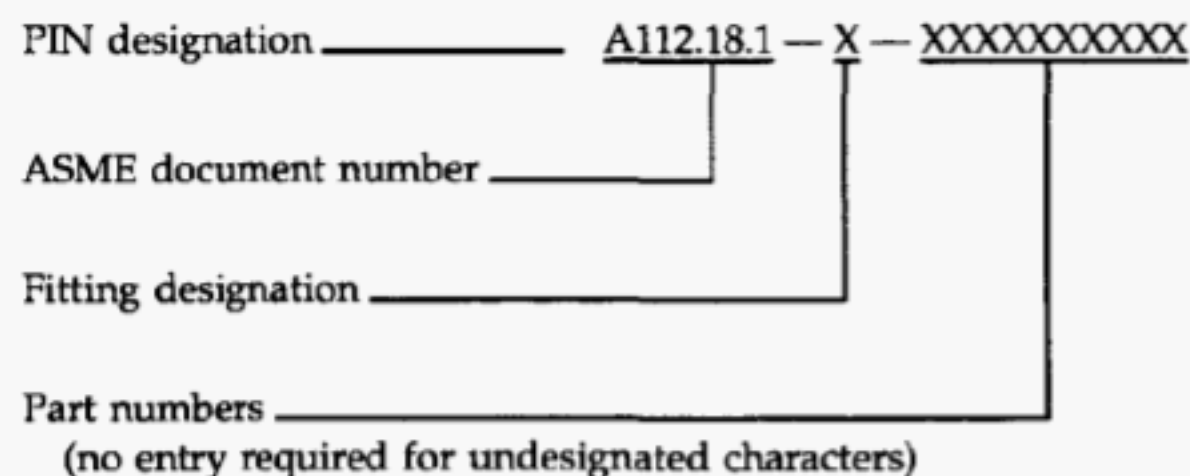 PIN designation A112.18.1 — X — XXXXXXXXXX
ASME document number
Fitting designation
Part numbers
(no entry required for undesignated characters)